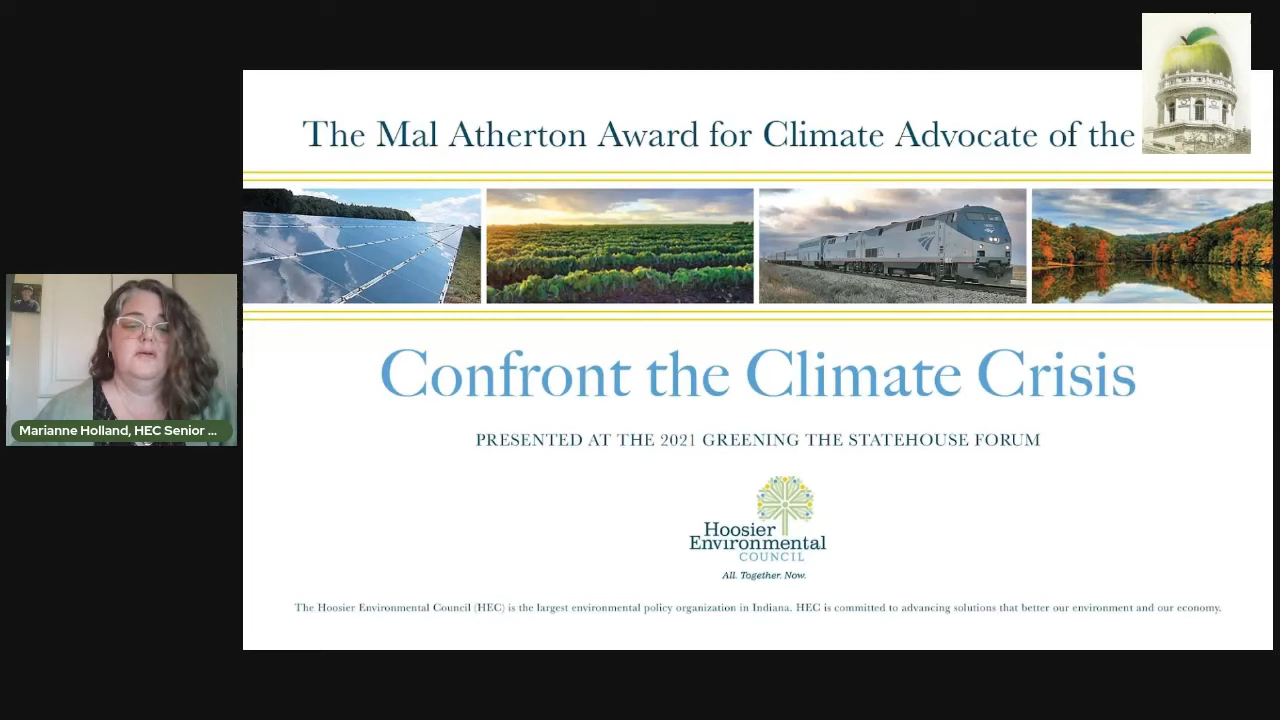 The Mal Atherton Award for Climate Advocate of the
Confront the Climate Crisis
Marianne Holland, HEC Senior ...
PRESENTED AT THE 2021 GREENING THE STATEHOUSE FORUM
Hoosier
Environmental
COUNCIL
All. Together. Now.
The Hoosier Environmental Council (HEC) is the largest environmental policy organization in Indiana. HEC is committed to advancing solutions that better our environment and our economy.